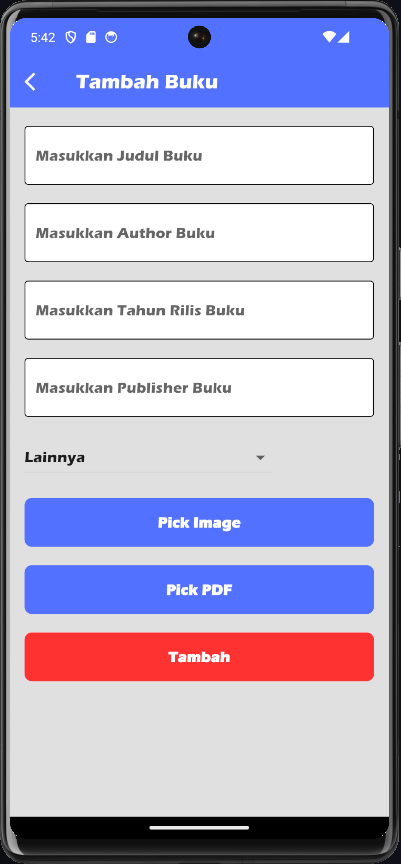 5:42
Tambah Buku
Masukkan Judul Buku
Masukkan Author Buku
Masukkan Tahun Rilis Buku
Masukkan Publisher Buku
Lainnya
Pick Image
Pick PDF
Tambah